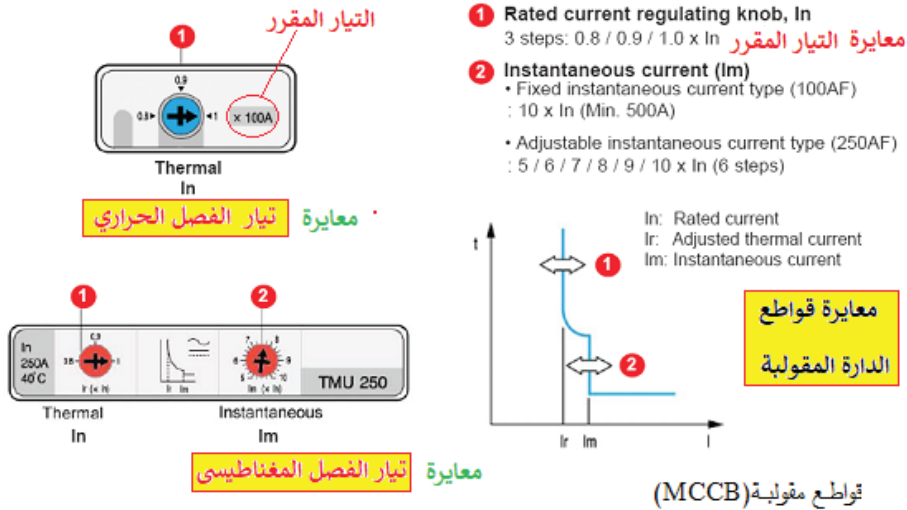 التيار المقرر
1
0.9
0.8
1
x 100A
Thermal
In
معايرة تيار الفصل الحراري
1 Rated current regulating knob, In
3 steps: 0.8 / 0.9 / 1.0 x In معايرة التيار المقرر
2 Instantaneous current (Im)
• Fixed instantaneous current type (100AF)
: 10 x In (Min. 500A)
• Adjustable instantaneous current type (250AF)
: 5 / 6 / 7 / 8 / 9 / 10 x In (6 steps)
In: Rated current
Ir: Adjusted thermal current
Im: Instantaneous current
t
1
2
Ir Im I
معايرة قواطع
الدارة المقولبة
1
2
In
250A
40°C
0.9
1
Ir (x In)
Ir Im
5 6 7 8 9 10
Im (x In)
TMU 250
Thermal
In
Instantaneous
Im
معايرة تيار الفصل المغناطيسى
قواطع مقولبة(MCCB)